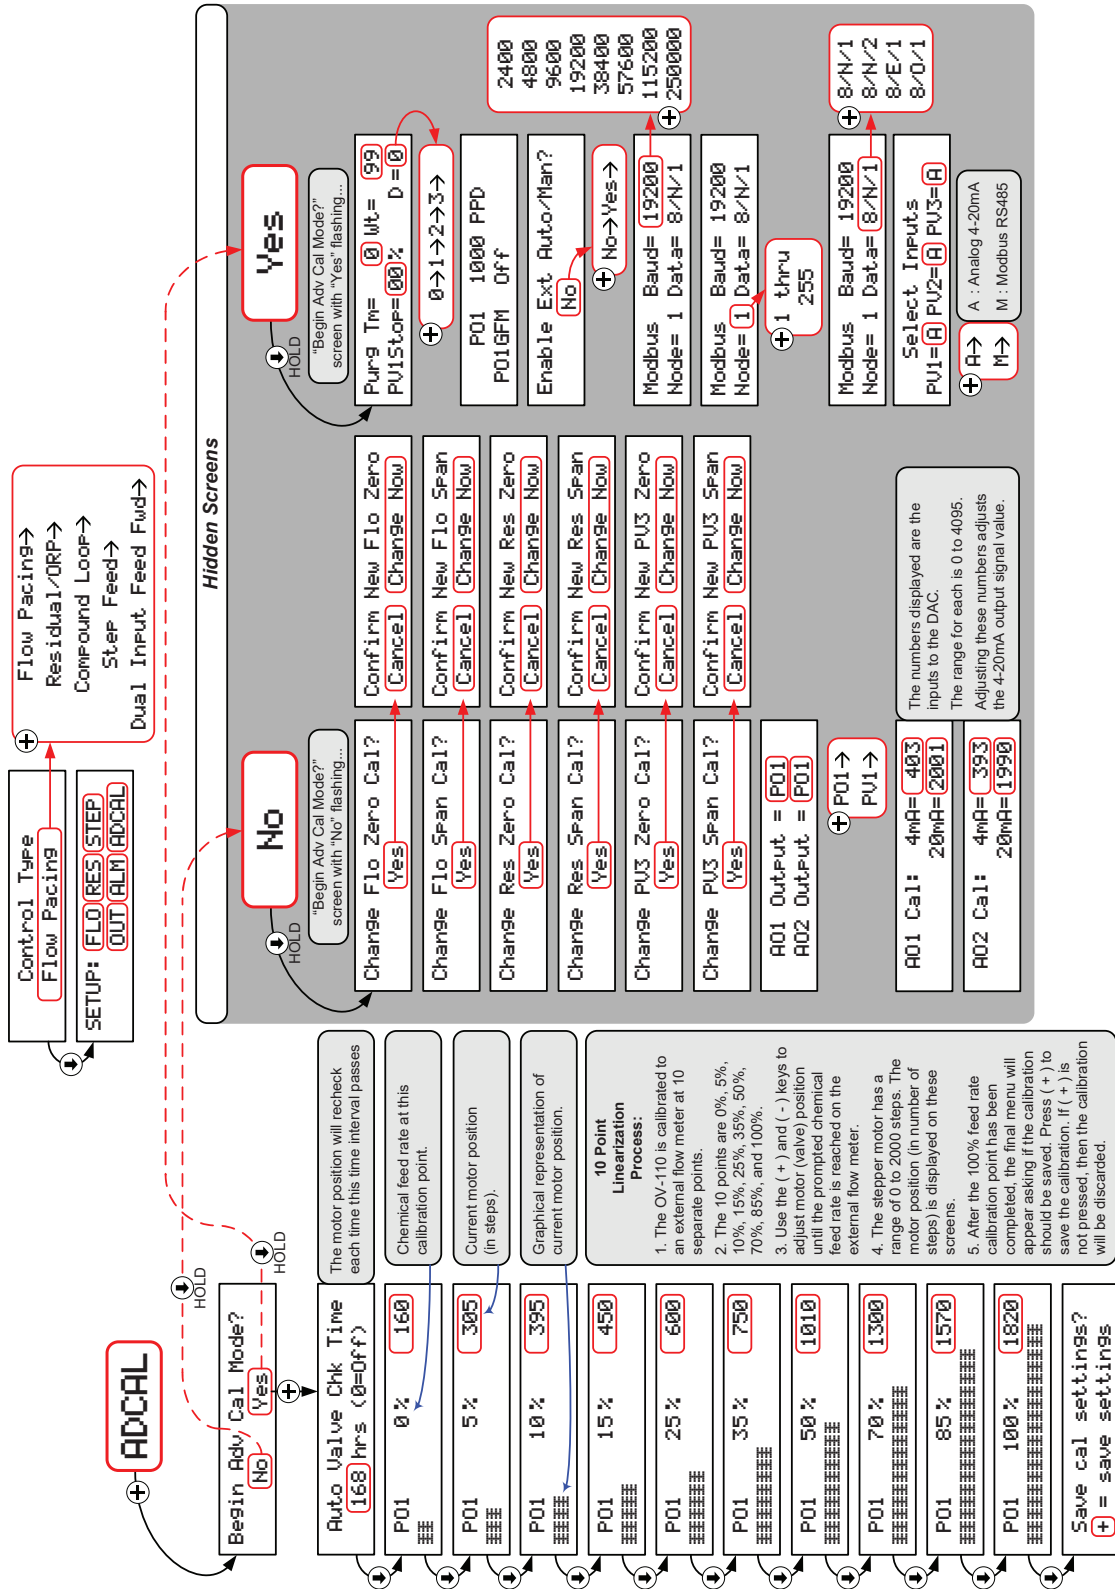 Control Type
Flow Pacing
SETUP: FLO RES STEP
OUT ALM ADCAL
+
Flow Pacing→
Residual/ORP→
Compound Loop→
Step Feed→
Dual Input Feed Fwd→
ADCAL
+
Begin Adv Cal Mode?
No Yes
HOLD
HOLD
+
Auto Valve Chk Time
168 hrs (0=Off)
The motor position will recheck
each time this time interval passes
PO1 0% 160
Chemical feed rate at this
calibration point.
PO1 5% 305
Current motor position
(in steps).
PO1 10% 395
Graphical representation of
current motor position.
PO1 15% 450
PO1 25% 600
PO1 35% 750
PO1 50% 1010
PO1 70% 1300
PO1 85% 1570
PO1 100% 1820
Save cal settings?
+ = save settings
10 Point
Linearization
Process:
1. The OV-110 is calibrated to
an external flow meter at 10
separate points.
2. The 10 points are 0%, 5%,
10%, 15%, 25%, 35%, 50%,
70%, 85%, and 100%.
3. Use the ( + ) and ( - ) keys to
adjust motor (valve) position
until the prompted chemical
feed rate is reached on the
external flow meter.
4. The stepper motor has a
range of 0 to 2000 steps. The
motor position (in number of
steps) is displayed on these
screens.
5. After the 100% feed rate
calibration point has been
completed, the final menu will
appear asking if the calibration
should be saved. Press ( + ) to
save the calibration. If ( + ) is
not pressed, then the calibration
will be discarded.
Hidden Screens
No
HOLD
"Begin Adv Cal Mode?"
screen with "No" flashing...
Change Flo Zero Cal?
Yes
Confirm New Flo Zero
Cancel Change Now
Change Flo Span Cal?
Yes
Confirm New Flo Span
Cancel Change Now
Change Res Zero Cal?
Yes
Confirm New Res Zero
Cancel Change Now
Change Res Span Cal?
Yes
Confirm New Res Span
Cancel Change Now
Change PV3 Zero Cal?
Yes
Confirm New PV3 Zero
Cancel Change Now
Change PV3 Span Cal?
Yes
Confirm New PV3 Span
Cancel Change Now
AO1 Output = PO1
AO2 Output = PO1
+
PO1→
PV1→
AO1 Cal: 4mA= 403
20mA=2001
AO2 Cal: 4mA= 393
20mA=1990
The numbers displayed are the
inputs to the DAC.
The range for each is 0 to 4095.
Adjusting these numbers adjusts
the 4-20mA output signal value.
Yes
HOLD
"Begin Adv Cal Mode?"
screen with "Yes" flashing...
Purg Tm= 0 Wt= 99
PV1Stop=00% D=0
+
0→1→2→3→
PO1 1000 PPD
PO1GFM Off
Enable Ext Auto/Man?
No
+
No→Yes→
Modbus Baud= 19200
Node= 1 Data= 8/N/1
+
2400
4800
9600
19200
38400
57600
115200
250000
Modbus Baud= 19200
Node= 1 Data= 8/N/1
+
1 thru
255
Modbus Baud= 19200
Node= 1 Data= 8/N/1
+
8/N/1
8/N/2
8/E/1
8/O/1
Select Inputs
PV1=A PV2=A PV3=A
+
A→
M→
A : Analog 4-20mA
M : Modbus RS485